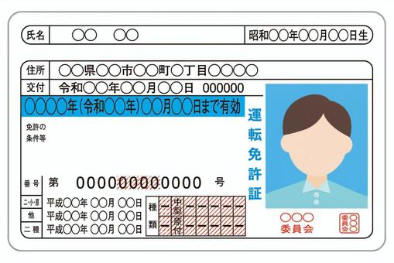 氏名 〇〇 〇〇 昭和〇〇年〇〇月〇〇日生
住所 〇〇県〇〇市〇〇町〇丁目〇〇〇〇
交付 令和〇〇年〇〇月〇〇日 000000
〇〇〇〇年(令和〇〇年)〇〇月〇〇日まで有効
免許の
条件等
運転免許証
番号 第 000000000000 号
二・小・原 平成〇〇年〇〇月〇〇日
他 平成〇〇年〇〇月〇〇日
二種 平成〇〇年〇〇月〇〇日
種類 中型 原付
〇〇〇
委員会